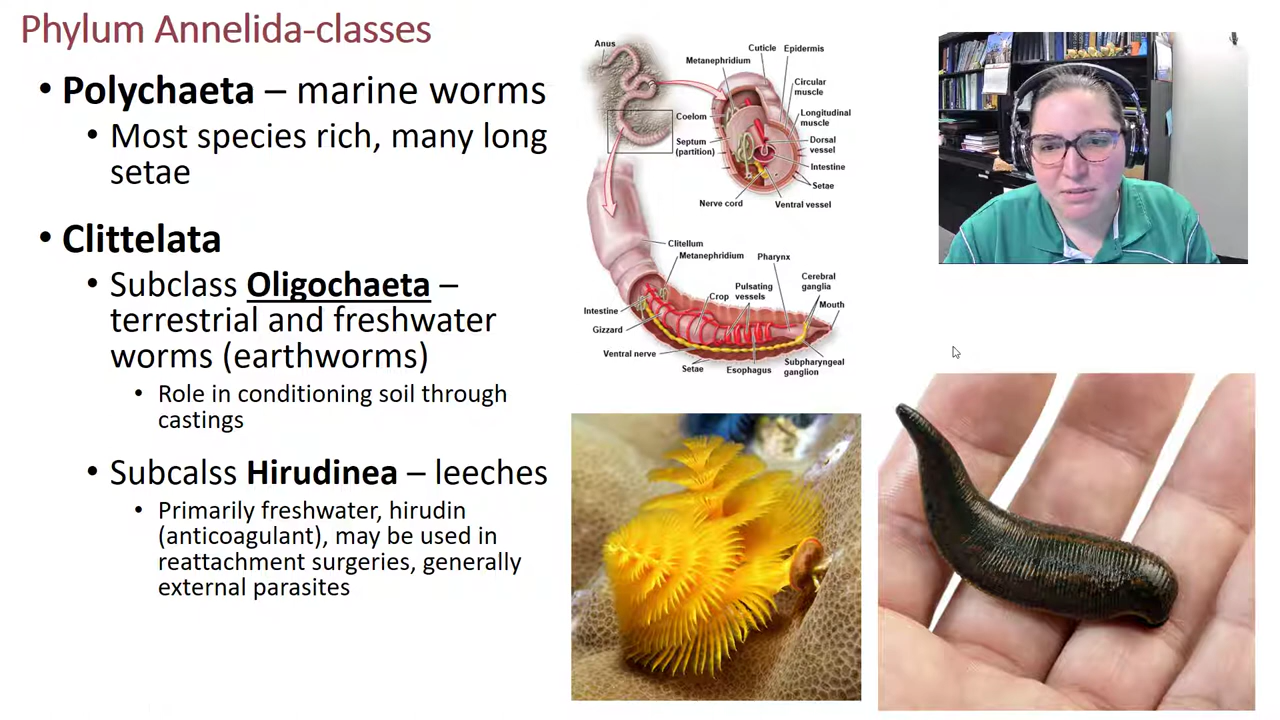 Phylum Annelida-classes
• Polychaeta – marine worms
• Most species rich, many long
setae
• Clittelata
• Subclass Oligochaeta –
terrestrial and freshwater
worms (earthworms)
• Role in conditioning soil through
castings
• Subcalss Hirudinea – leeches
• Primarily freshwater, hirudin
(anticoagulant), may be used in
reattachment surgeries, generally
external parasites
Anus
Cuticle
Epidermis
Metanephridium
Circular
muscle
Coelom
Longitudinal
muscle
Septum
(partition)
Dorsal
vessel
Intestine
Setae
Nerve cord
Ventral vessel
Clitellum
Metanephridium
Pharynx
Cerebral
ganglia
Pulsating
vessels
Crop
Mouth
Intestine
Gizzard
Ventral nerve
Setae
Esophagus
Subpharyngeal
ganglion